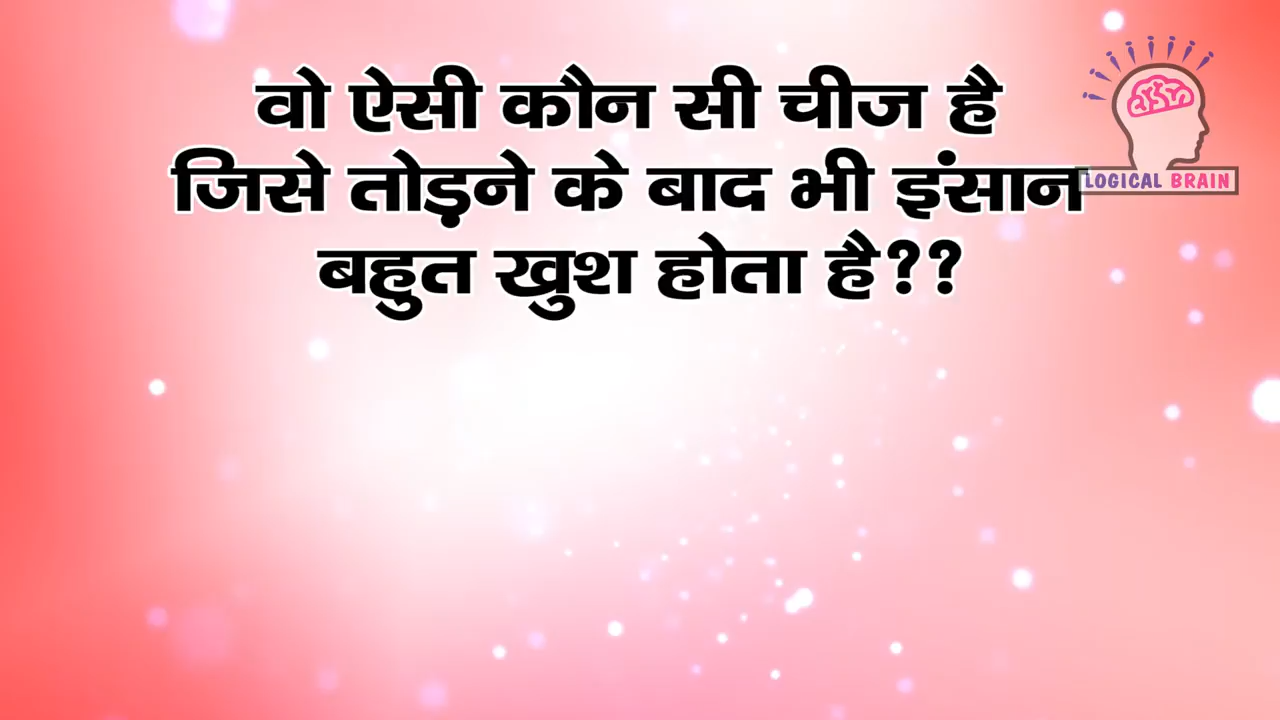 वो ऐसी कौन सी चीज है
जिसे तोड़ने के बाद भी इंसान
बहुत खुश होता है??
LOGICAL BRAIN